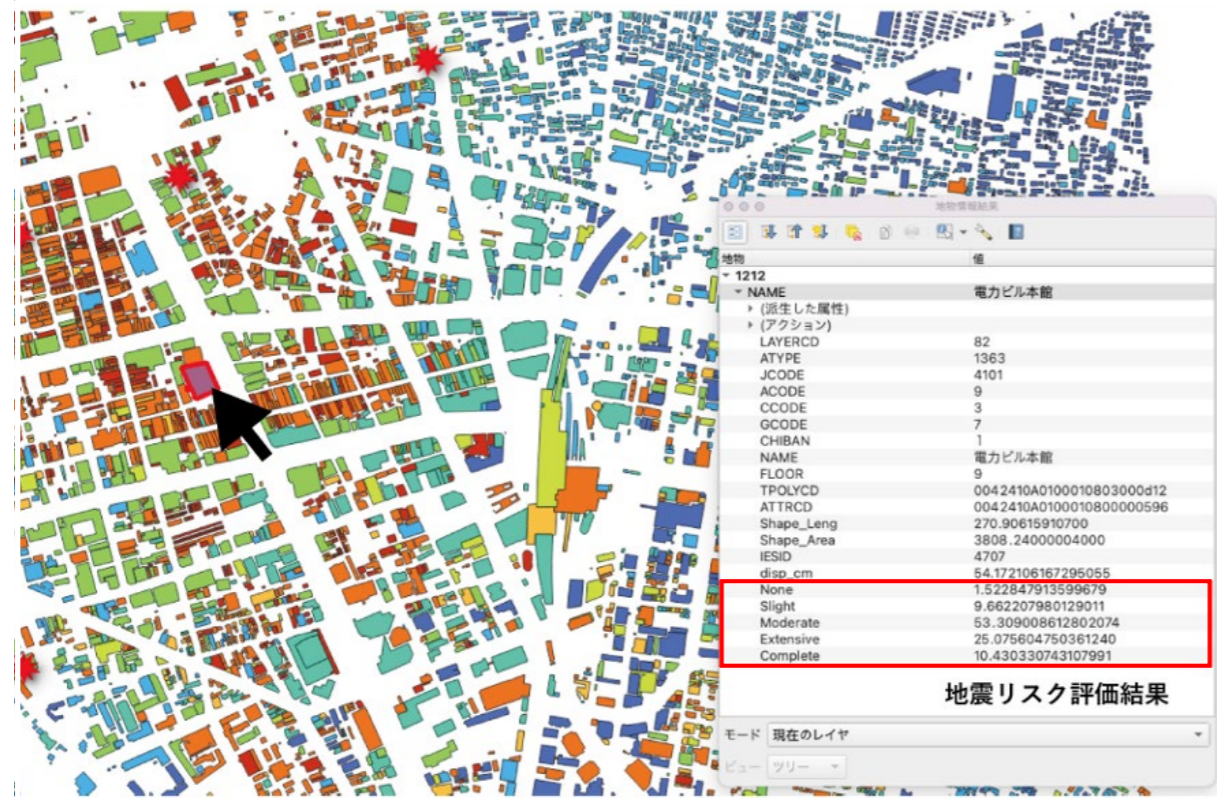 地物情報結果
地物 値
1212
NAME 電力ビル本館
(派生した属性)
(アクション)
LAYERCD 82
ATYPE 1363
JCODE 4101
ACODE 9
CCODE 3
GCODE 7
CHIBAN 1
NAME 電力ビル本館
FLOOR 9
TPOLYCD 0042410A0100010803000d12
ATTRCD 0042410A0100010800000596
Shape_Leng 270.90615910700
Shape_Area 3808.24000004000
IESID 4707
disp_cm 54.172106167295055
None 1.522847913599679
Slight 9.662207980129011
Moderate 53.309008612802074
Extensive 25.075604750361240
Complete 10.430330743107991
地震リスク評価結果
モード 現在のレイヤ
ビュー ツリー